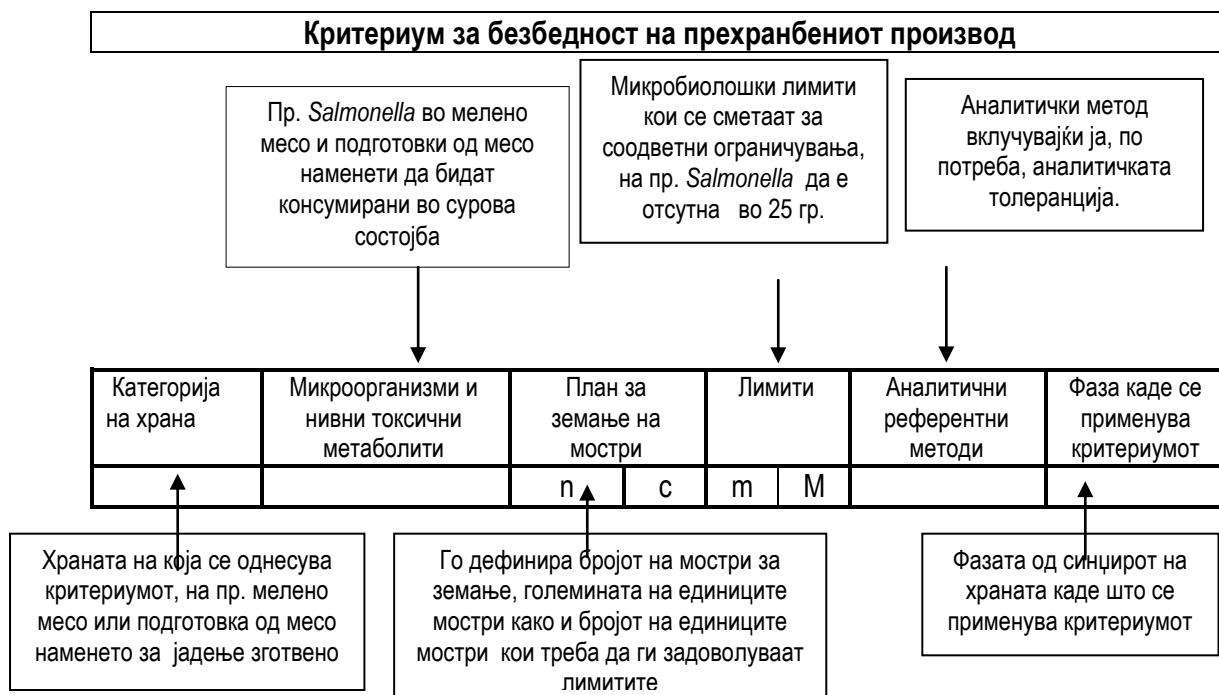 Критериум за безбедност на прехранбениот производ
Пр. Salmonella во мелено
месо и подготовки од месо
наменети да бидат
консумирани во сурова
состојба
Микробиолошки лимити
кои се сметаат за
соодветни ограничувања,
на пр. Salmonella да е
отсутна во 25 гр.
Аналитички метод
вклучувајќи ја, по
потреба, аналитичката
толеранција.
Категорија
на храна
Микроорганизми и
нивни токсични
метаболити
План за
земање на
мостри
Лимити
Аналитични
референтни
методи
Фаза каде се
применува
критериумот
n
c
m
M
Храната на која се однесува
критериумот, на пр. мелено
месо или подготовка од месо
наменето за јадење зготвено
Го дефинира бројот на мостри за
земање, големината на единиците
мостри како и бројот на единиците
мостри кои треба да ги задоволуваат
лимитите
Фазата од синџирот на
храната каде што се
применува критериумот